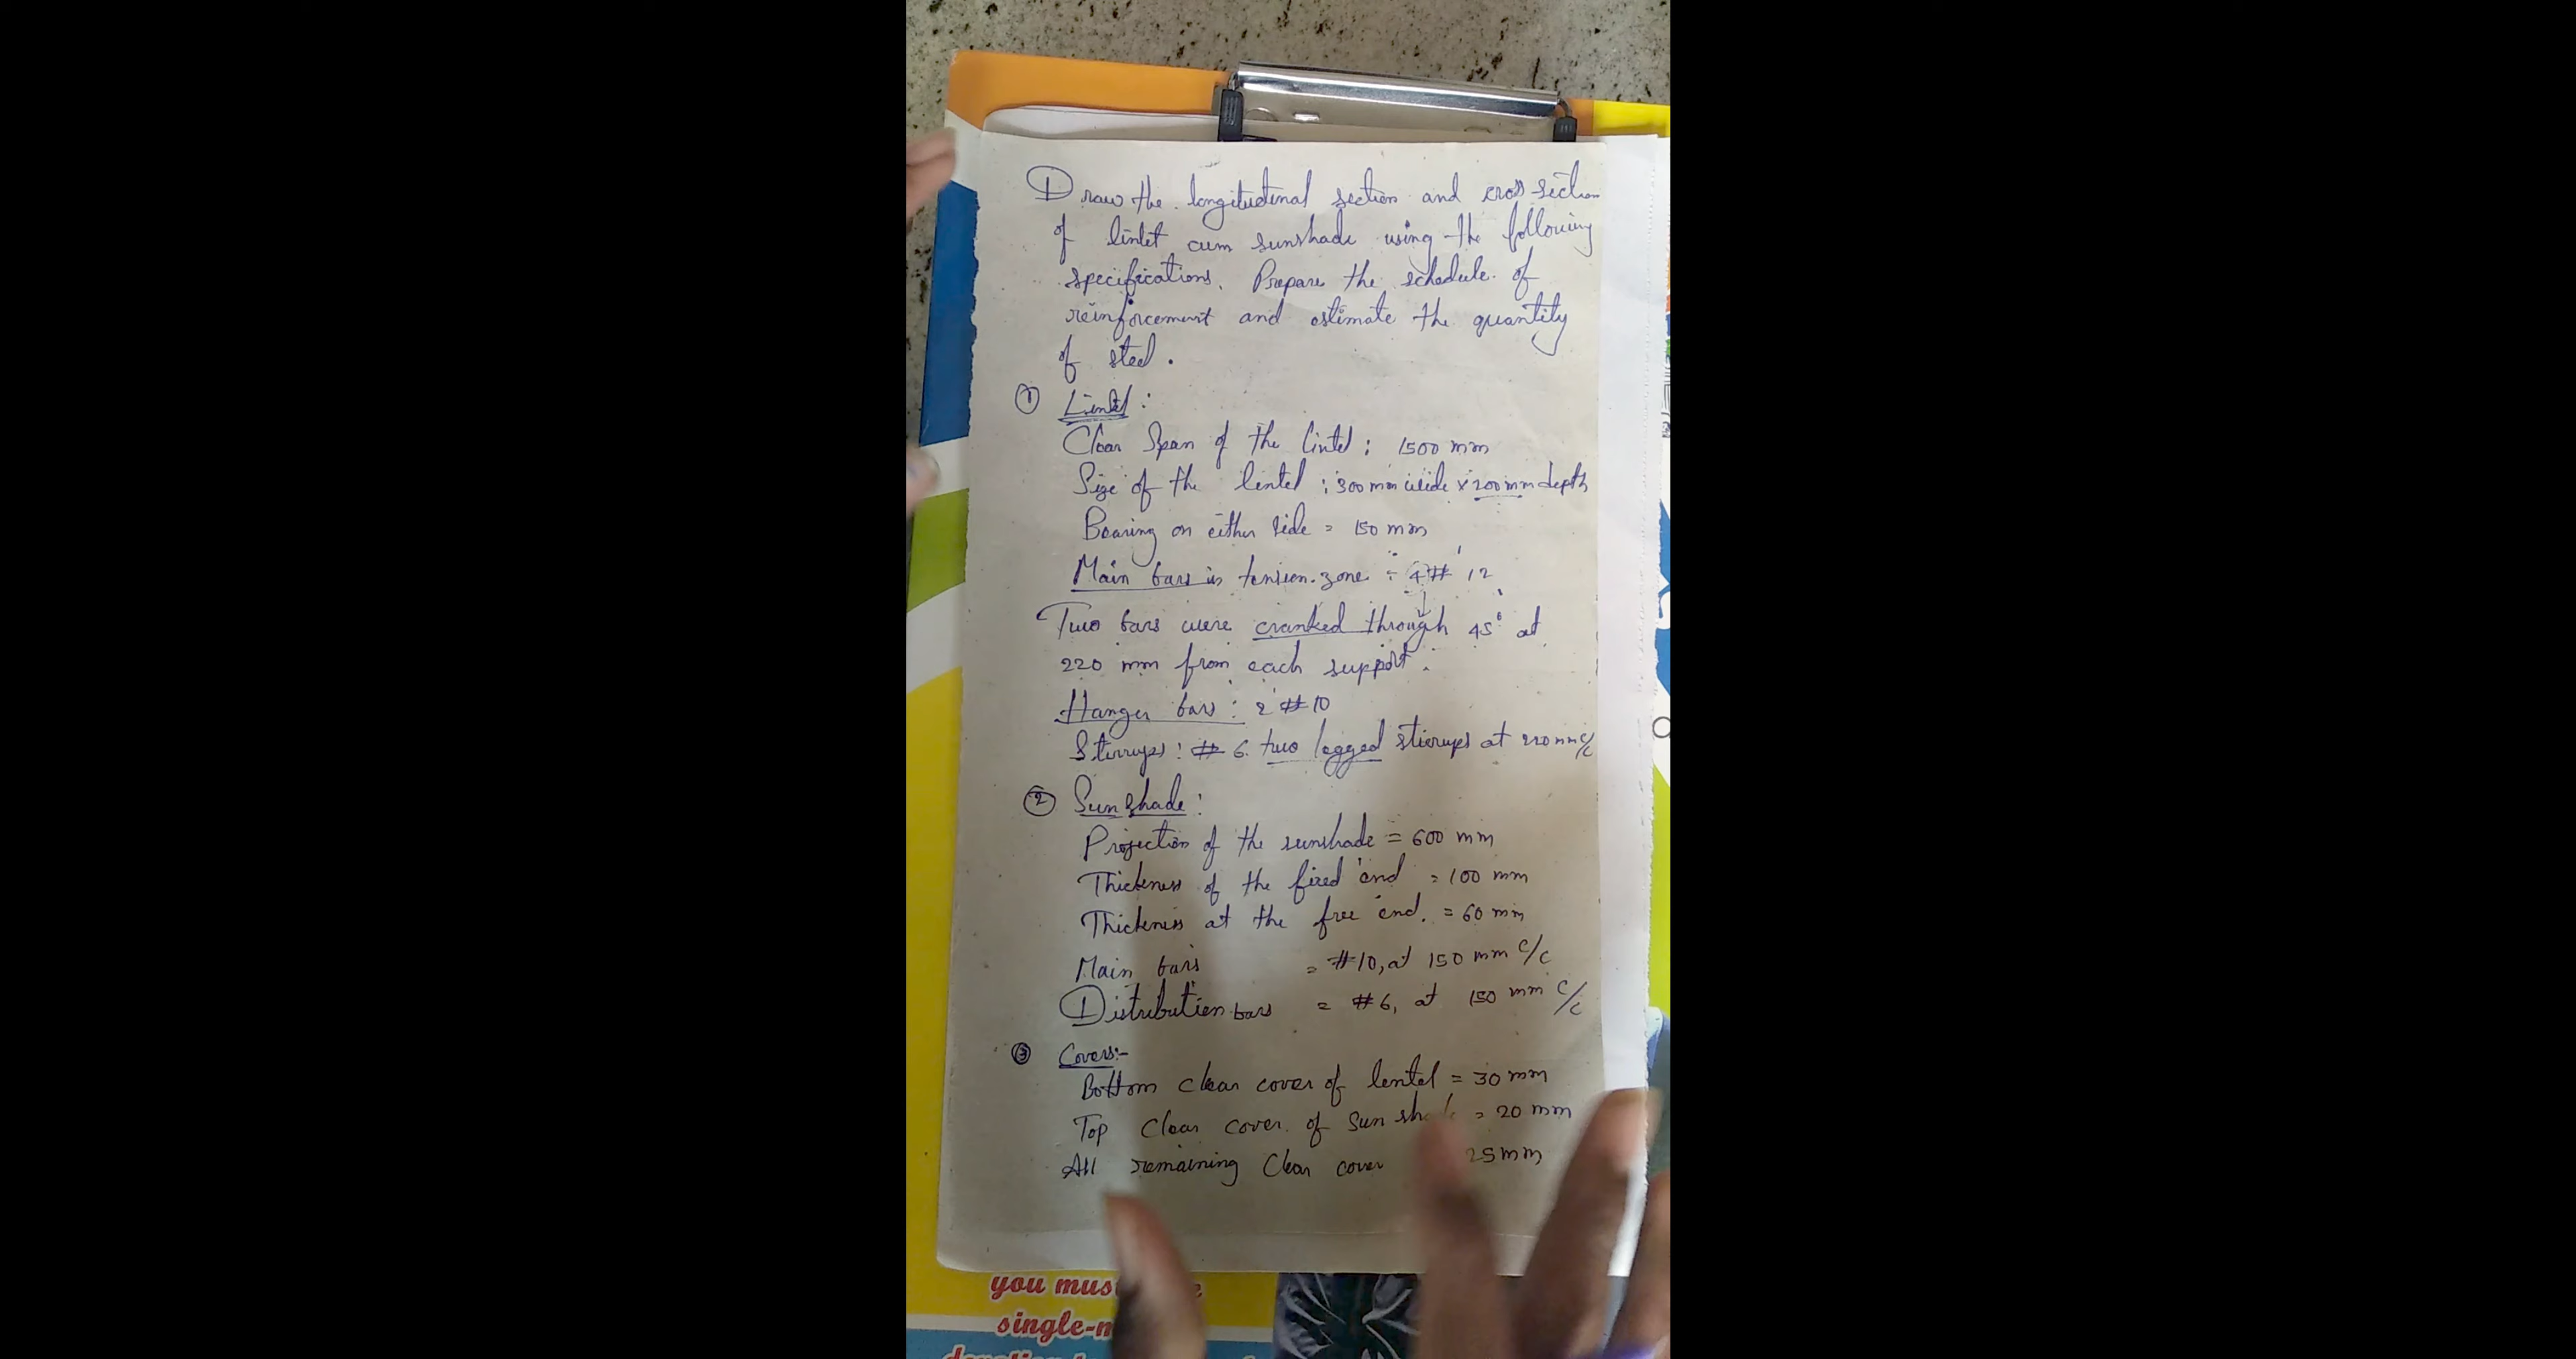 Draw the longitudinal section and cross section
of lintel cum sunshade using the following
specifications. Prepare the schedule of
reinforcement and estimate the quantity
of steel.
① Lintel:
Clear Span of the lintel: 1500 mm
Size of the lentel: 300 mm wide x 200 mm depth
Bearing on either side = 150 mm
Main bars in tension zone : 4 # 12
Two bars were cranked through 45° at
220 mm from each support.
Hanger bars: 2 # 10
Stirrups: # 6 two legged stirrups at 220 mm c/c
② Sunshade:
Projection of the sunshade = 600 mm
Thickness of the fixed end = 100 mm
Thickness at the free end. = 60 mm
Main bars = #10, at 150 mm c/c
Distribution bars = #6, at 150 mm c/c
③ Covers:-
Bottom clear cover of lentel = 30 mm
Top clear cover of sun = 20 mm
All remaining clear cover 25 mm
you mus
single-m